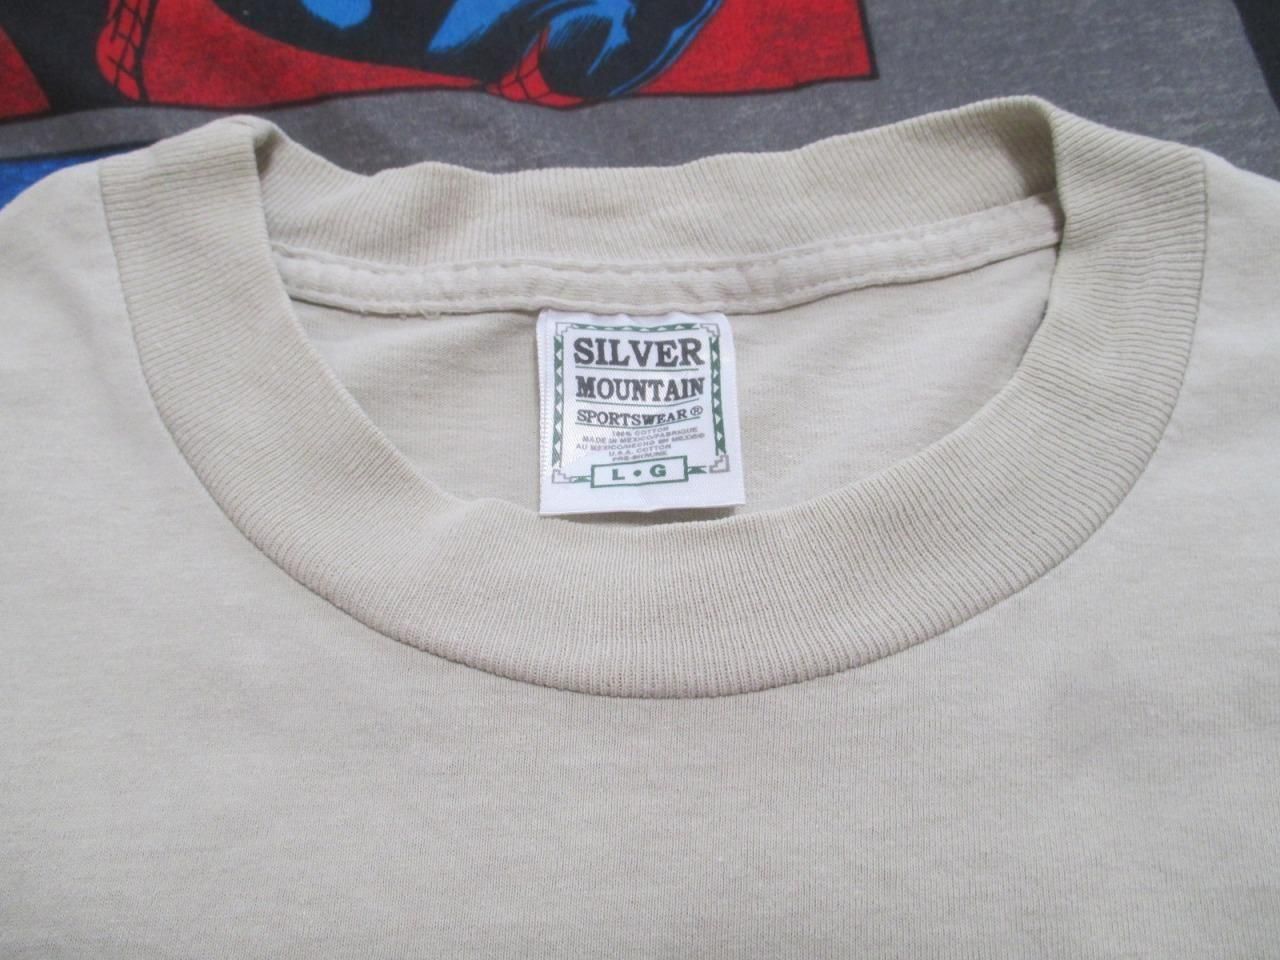 SILVER
MOUNTAIN
SPORTSWEAR®
100% COTTON
MADE IN MEXICO/FABRIQUE
AU MEXICO/HECHO EN MEXICO
U.S.A. COTTON
PRE-SHRUNK
L • G